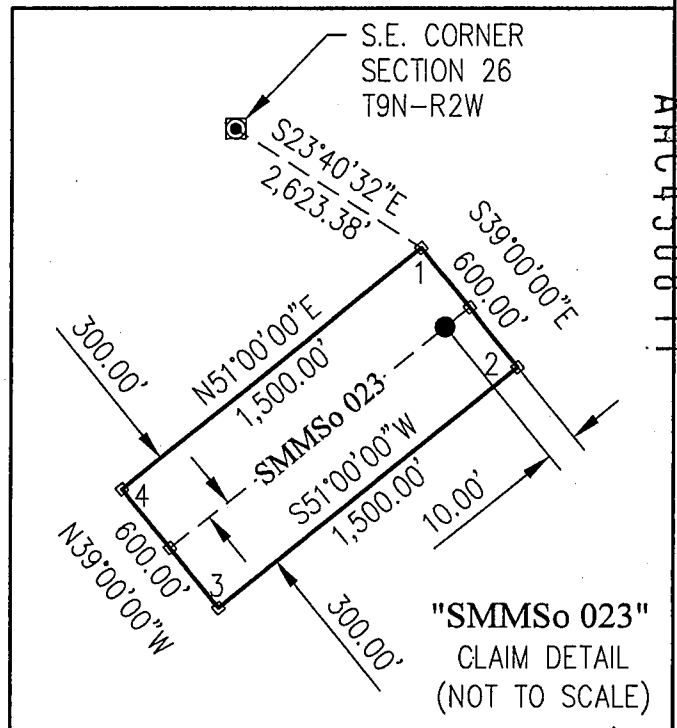 S.E. CORNER
SECTION 26
T9N-R2W
S23°40'32"E
2,623.38'
S39°00'00"E
600.00'
1
N51°00'00"E
1,500.00'
300.00'
SMMSo 023
2
S51°00'00"W
1,500.00'
10.00'
4
600.00'
N39°00'00"W
3
300.00'
"SMMSo 023"
CLAIM DETAIL
(NOT TO SCALE)